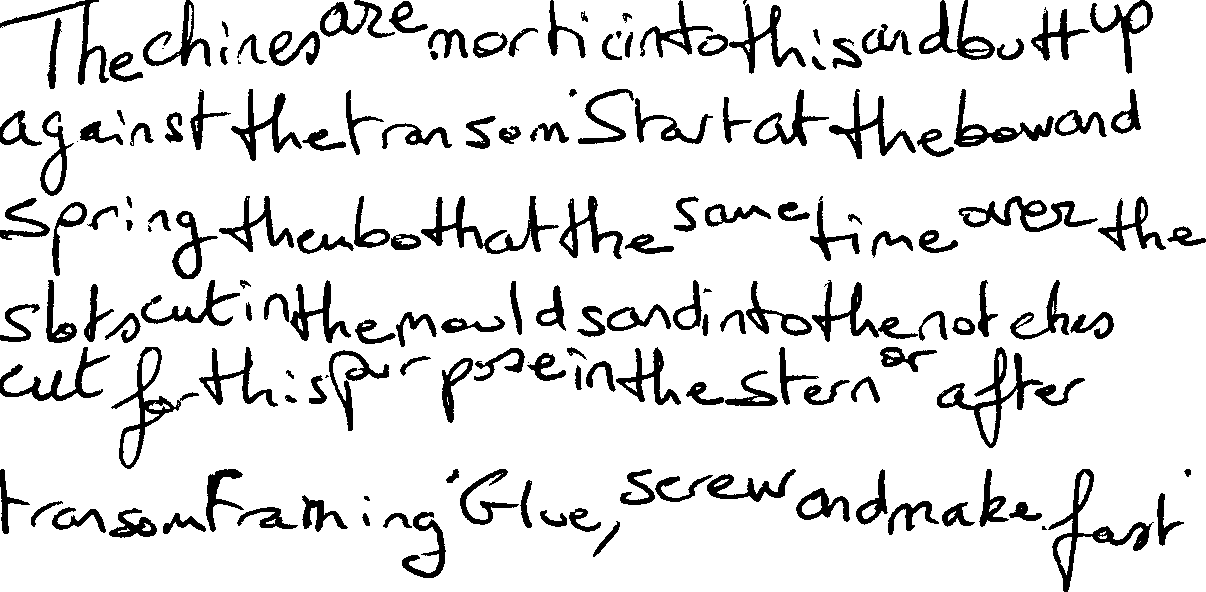 The chines are mortic into this and butt up
against the transom. Start at the bow and
spring them both at the same time over the
slots cut in the moulds and into the notches
cut for this purpose in the stern or after
transom framing. Glue, screw and make fast.